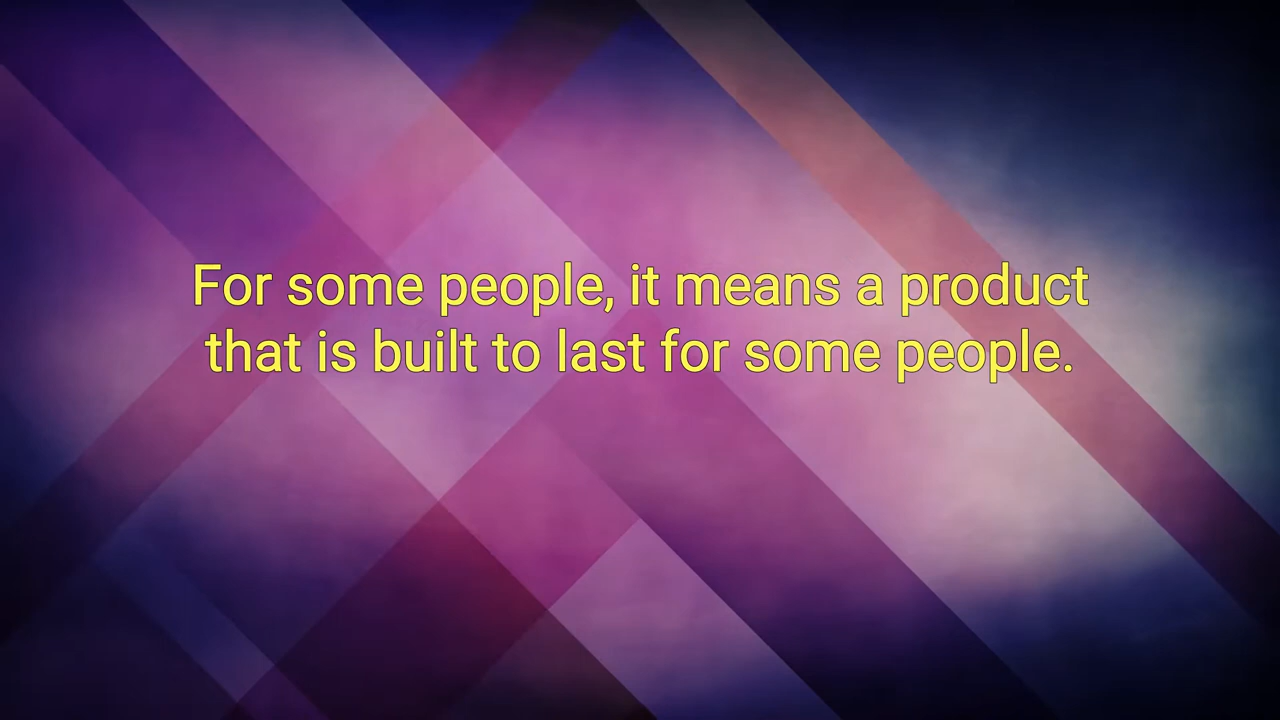 For some people, it means a product
that is built to last for some people.